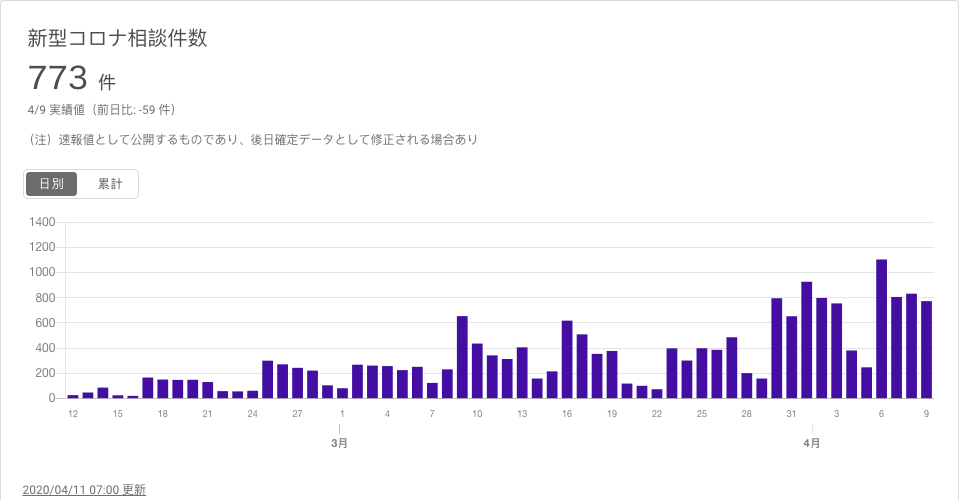 新型コロナ相談件数
773 件
4/9 実績値（前日比: -59 件）
（注）速報値として公開するものであり、後日確定データとして修正される場合あり
日別 累計
1400
1200
1000
800
600
400
200
0
12 15 18 21 24 27 1 4 7 10 13 16 19 22 25 28 31 3 6 9
3月 4月
2020/04/11 07:00 更新